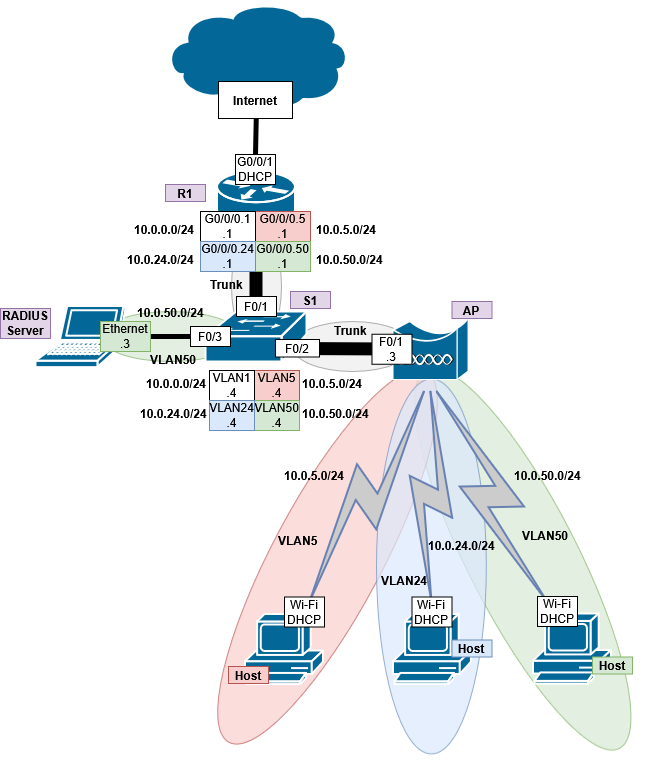 Internet
G0/0/1
DHCP
R1
10.0.0.0/24
G0/0/0.1
.1
G0/0/0.5
.1
10.0.5.0/24
10.0.24.0/24
G0/0/0.24
.1
G0/0/0.50
.1
10.0.50.0/24
Trunk
F0/1
S1
RADIUS
Server
10.0.50.0/24
Ethernet
.3
F0/3
VLAN50
F0/2
Trunk
F0/1
.3
AP
10.0.0.0/24
VLAN1
.4
VLAN5
.4
10.0.5.0/24
10.0.24.0/24
VLAN24
.4
VLAN50
.4
10.0.50.0/24
10.0.5.0/24
10.0.50.0/24
VLAN5
10.0.24.0/24
VLAN50
VLAN24
Wi-Fi
DHCP
Host
Wi-Fi
DHCP
Host
Wi-Fi
DHCP
Host